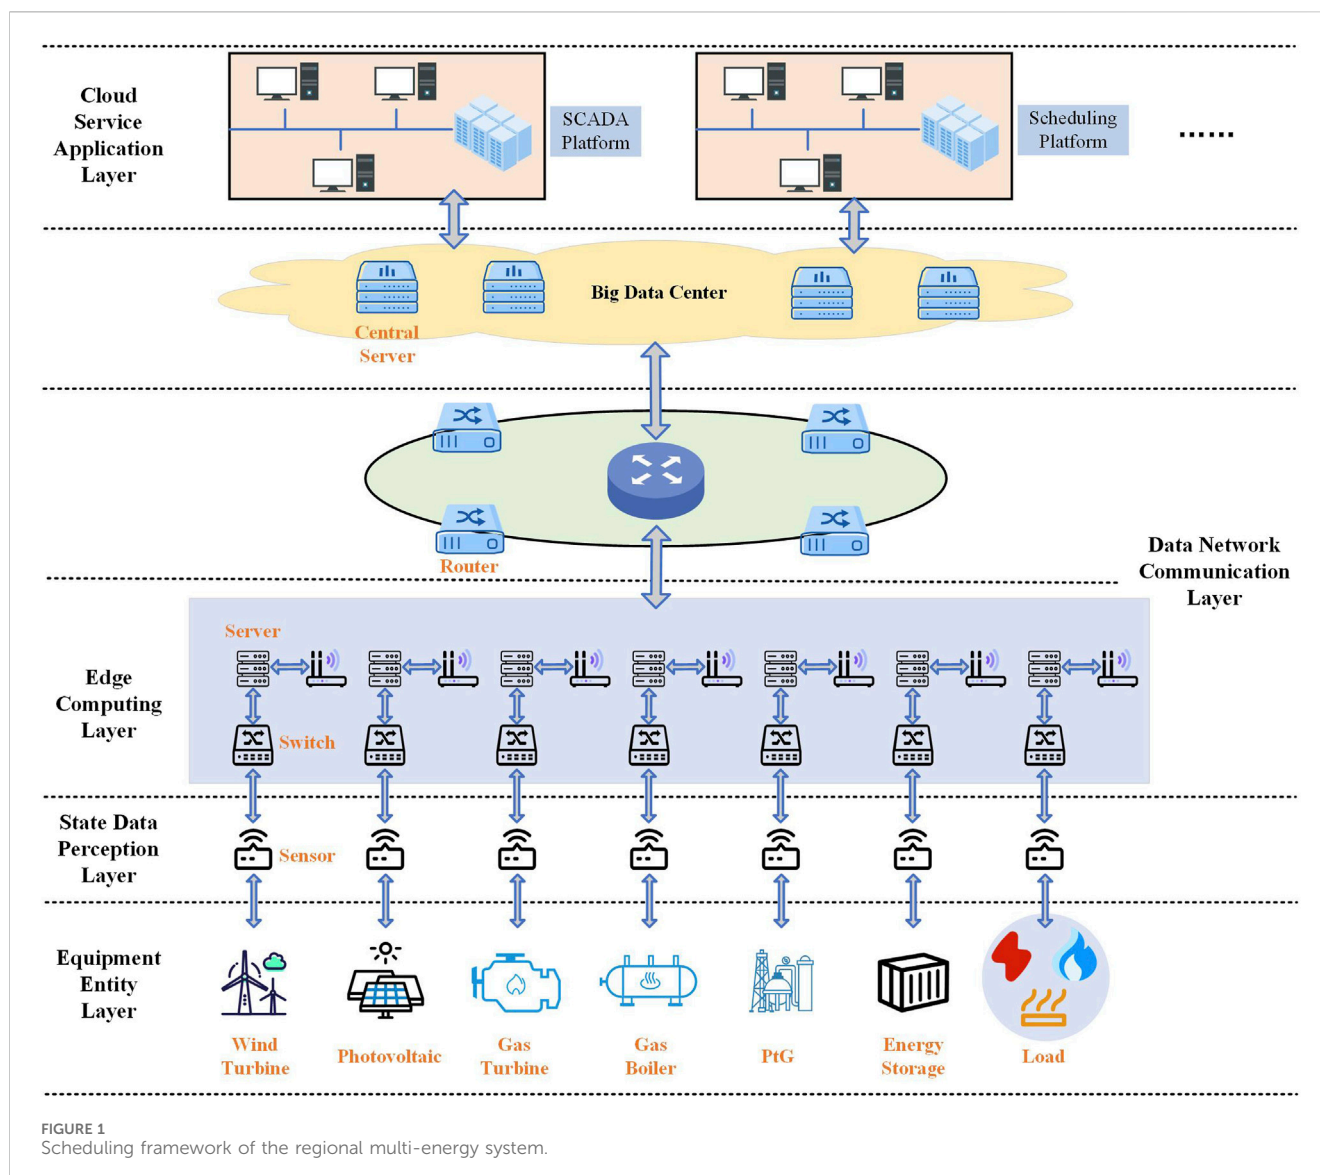 Cloud
Service
Application
Layer
SCADA
Platform
Scheduling
Platform
......
Big Data Center
Central
Server
Router
Data Network
Communication
Layer
Server
Edge
Computing
Layer
Switch
State Data
Perception
Layer
Sensor
Equipment
Entity
Layer
Wind
Turbine
Photovoltaic
Gas
Turbine
Gas
Boiler
PtG
Energy
Storage
Load
FIGURE 1
Scheduling framework of the regional multi-energy system.